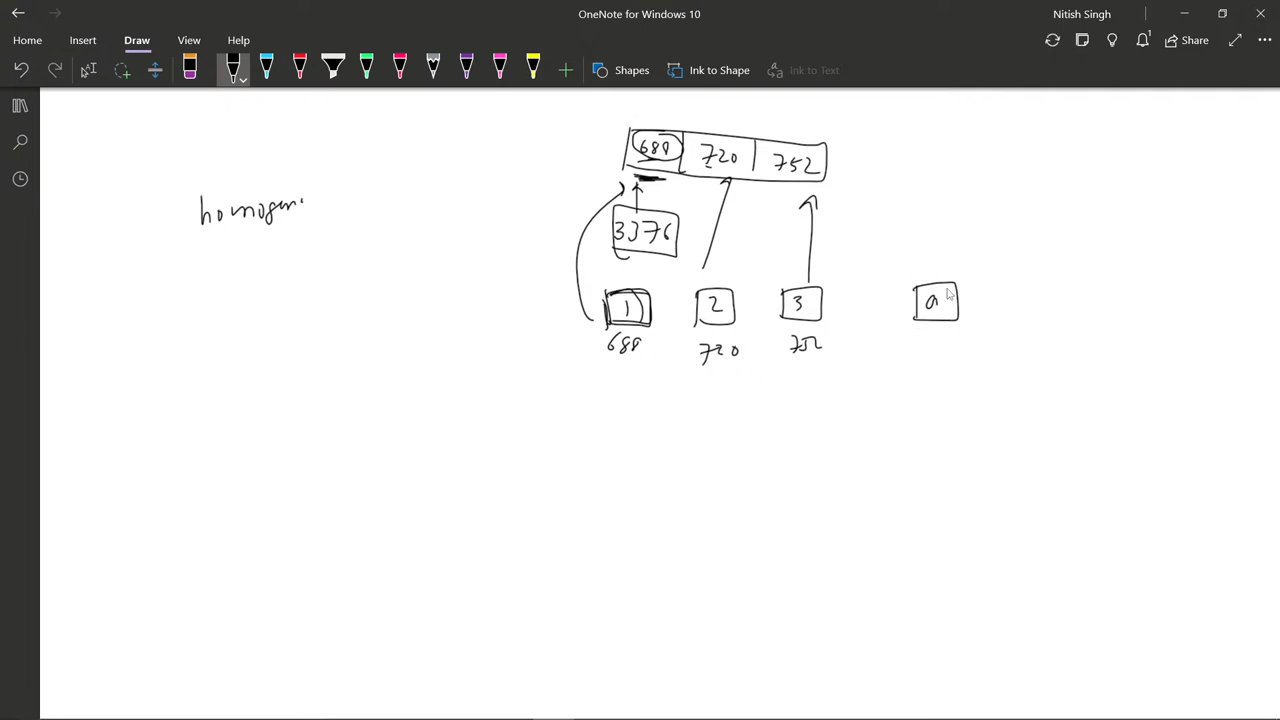 OneNote for Windows 10
Nitish Singh
Home Insert Draw View Help
Share
Shapes
Ink to Shape
Ink to Text
688 720 752
homogen
3376
1 2 3 a
688 720 752